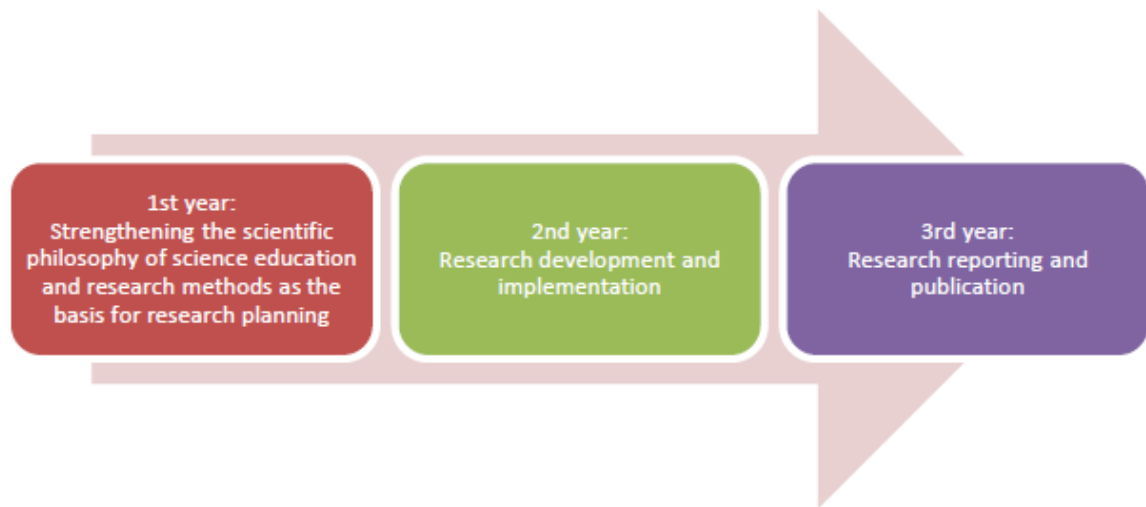 1st year:
Strengthening the scientific
philosophy of science education
and research methods as the
basis for research planning
2nd year:
Research development and
implementation
3rd year:
Research reporting and
publication